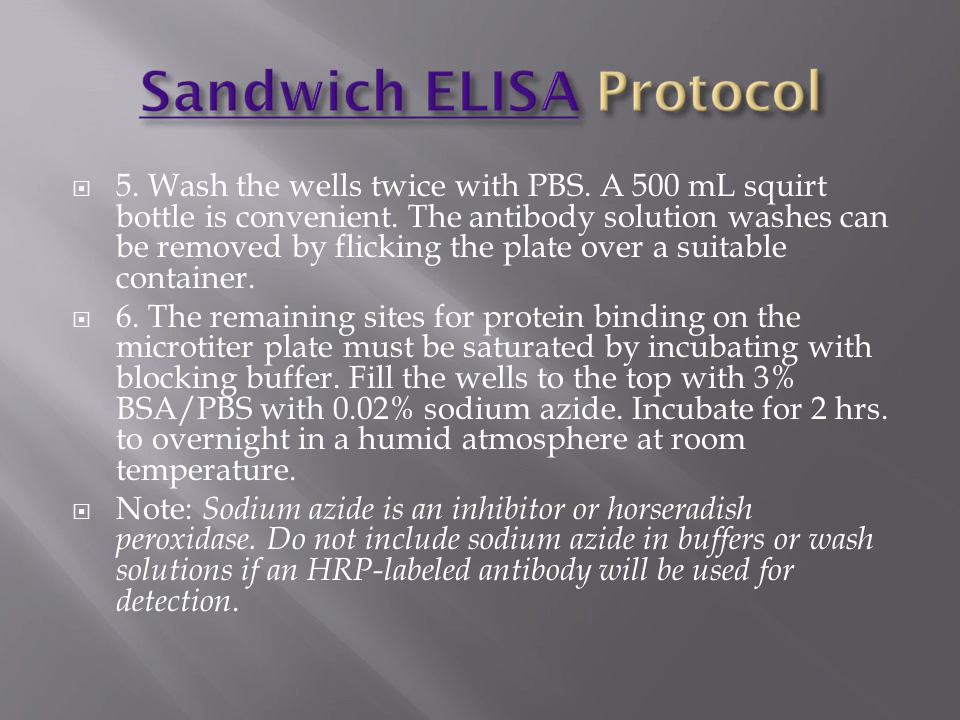 Sandwich ELISA Protocol
5. Wash the wells twice with PBS. A 500 mL squirt
bottle is convenient. The antibody solution washes can
be removed by flicking the plate over a suitable
container.
6. The remaining sites for protein binding on the
microtiter plate must be saturated by incubating with
blocking buffer. Fill the wells to the top with 3%
BSA/PBS with 0.02% sodium azide. Incubate for 2 hrs.
to overnight in a humid atmosphere at room
temperature.
Note: Sodium azide is an inhibitor or horseradish
peroxidase. Do not include sodium azide in buffers or wash
solutions if an HRP-labeled antibody will be used for
detection.